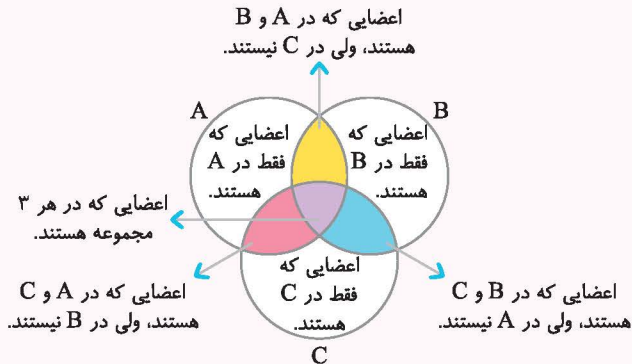 اعضایی که در A و B
هستند، ولی در C نیستند.
A
B
اعضایی که
فقط در A
هستند.
اعضایی که
فقط در B
هستند.
اعضایی که در هر ۳
مجموعه هستند.
اعضایی که در A و C
هستند، ولی در B نیستند.
اعضایی که
فقط در C
هستند.
اعضایی که در B و C
هستند، ولی در A نیستند.
C